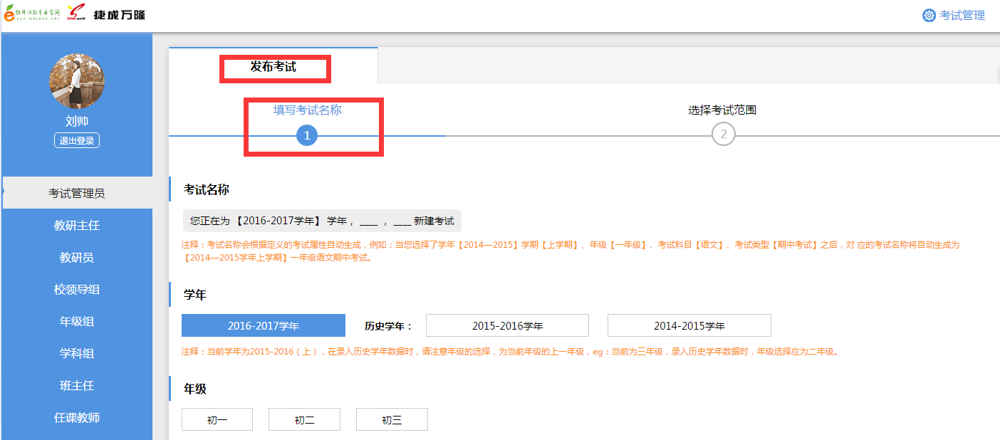 牡丹江教育云空间
yun.mdjedu.net
Future world
捷成万隆
考试管理
刘帅
退出登录
考试管理员
教研主任
教研员
校领导组
年级组
学科组
班主任
任课教师
发布考试
填写考试名称
1
选择考试范围
2
考试名称
您正在为 【2016-2017学年】 学年， ____ ， ____ 新建考试
注释：考试名称会根据定义的考试属性自动生成，例如：当您选择了学年【2014—2015】学期【上学期】、年级【一年级】、考试科目【语文】、考试类型【期中考试】之后，对 应的考试名称将自动生成为
【2014—2015学年上学期】一年级语文期中考试。
学年
2016-2017学年
历史学年：
2015-2016学年
2014-2015学年
注释：当前学年为2015-2016（上），在录入历史学年数据时，请注意年级的选择，为当前年级的上一年级，eg：当前为三年级，录入历史学年数据时，年级选择应为二年级。
年级
初一
初二
初三